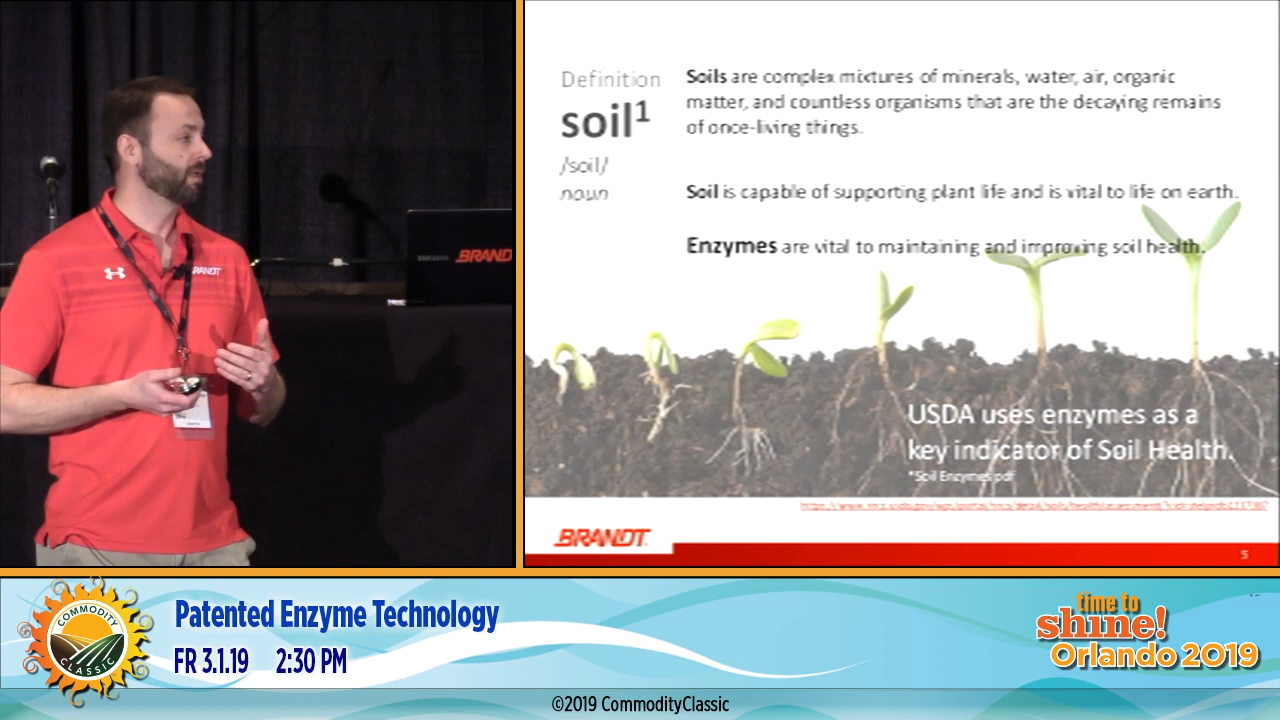 BRANDT
SAMSUNG
BRAND
Definition
soil¹
/soil/
noun
Soils are complex mixtures of minerals, water, air, organic
matter, and countless organisms that are the decaying remains
of once-living things.
Soil is capable of supporting plant life and is vital to life on earth.
Enzymes are vital to maintaining and improving soil health.
USDA uses enzymes as a
key indicator of Soil Health.
*Soil Enzymes pdf
BRANDT
5
COMMODITY
CLASSIC
Patented Enzyme Technology
FR 3.1.19 2:30 PM
time to
shine!
Orlando 2019
©2019 CommodityClassic